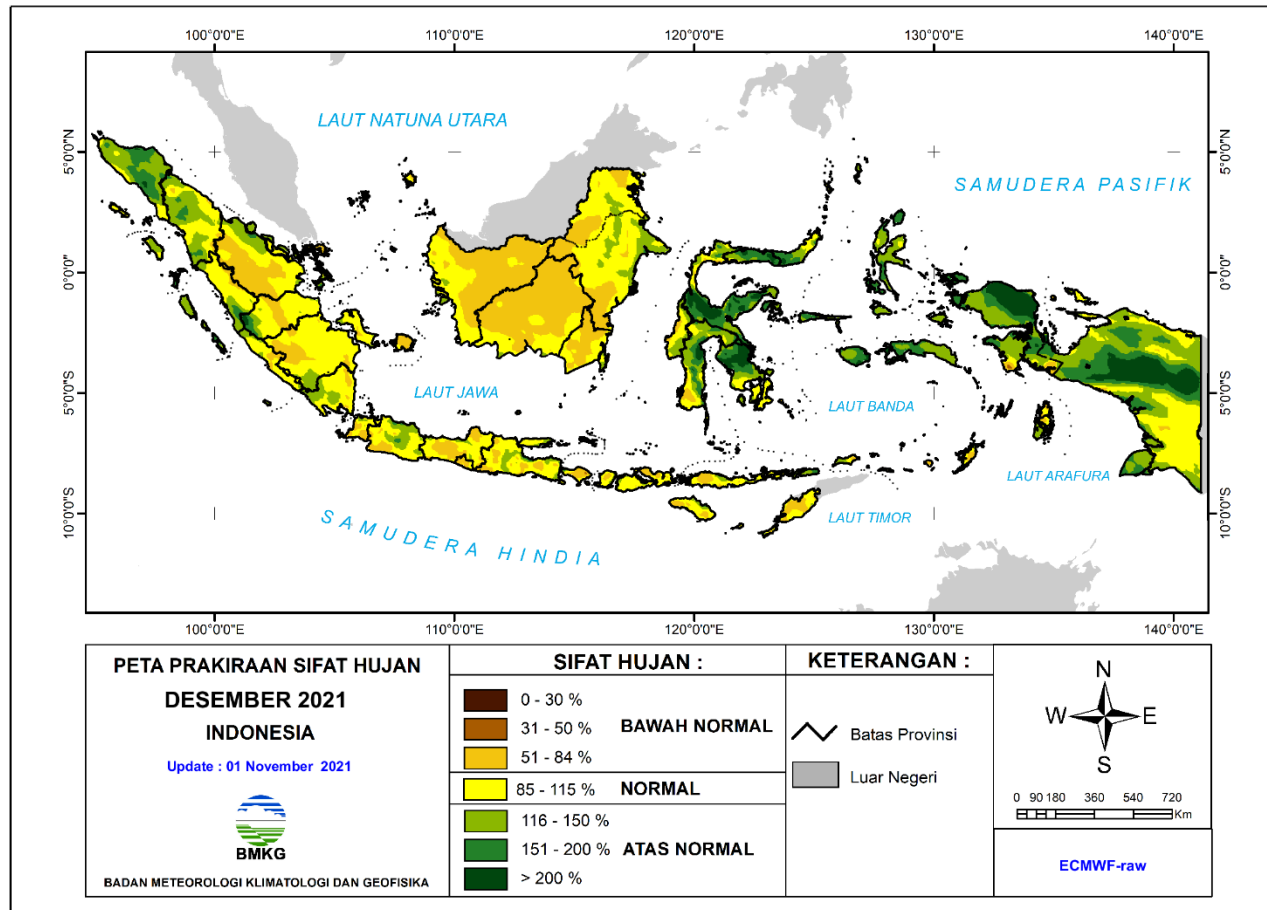 100°0'0"E 110°0'0"E 120°0'0"E 130°0'0"E 140°0'0"E
5°0'0"N
0°0'0"
5°0'0"S
10°0'0"S
LAUT NATUNA UTARA
SAMUDERA PASIFIK
LAUT JAWA
LAUT BANDA
LAUT ARAFURA
LAUT TIMOR
SAMUDERA HINDIA
5°0'0"N
0°0'0"
5°0'0"S
10°0'0"S
100°0'0"E 110°0'0"E 120°0'0"E 130°0'0"E 140°0'0"E
PETA PRAKIRAAN SIFAT HUJAN
DESEMBER 2021
INDONESIA
Update : 01 November 2021
BMKG
BADAN METEOROLOGI KLIMATOLOGI DAN GEOFISIKA
SIFAT HUJAN :
0 - 30 %
31 - 50 % BAWAH NORMAL
51 - 84 %
85 - 115 % NORMAL
116 - 150 %
151 - 200 % ATAS NORMAL
> 200 %
KETERANGAN :
Batas Provinsi
Luar Negeri
N
W E
S
0 90 180 360 540 720
Km
ECMWF-raw